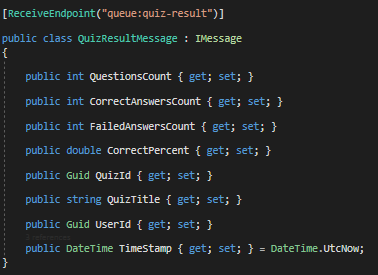 [ReceiveEndpoint("queue:quiz-result")]
public class QuizResultMessage : IMessage
{
public int QuestionsCount { get; set; }
public int CorrectAnswersCount { get; set; }
public int FailedAnswersCount { get; set; }
public double CorrectPercent { get; set; }
public Guid QuizId { get; set; }
public string QuizTitle { get; set; }
public Guid UserId { get; set; }
public DateTime TimeStamp { get; set; } = DateTime.UtcNow;
}